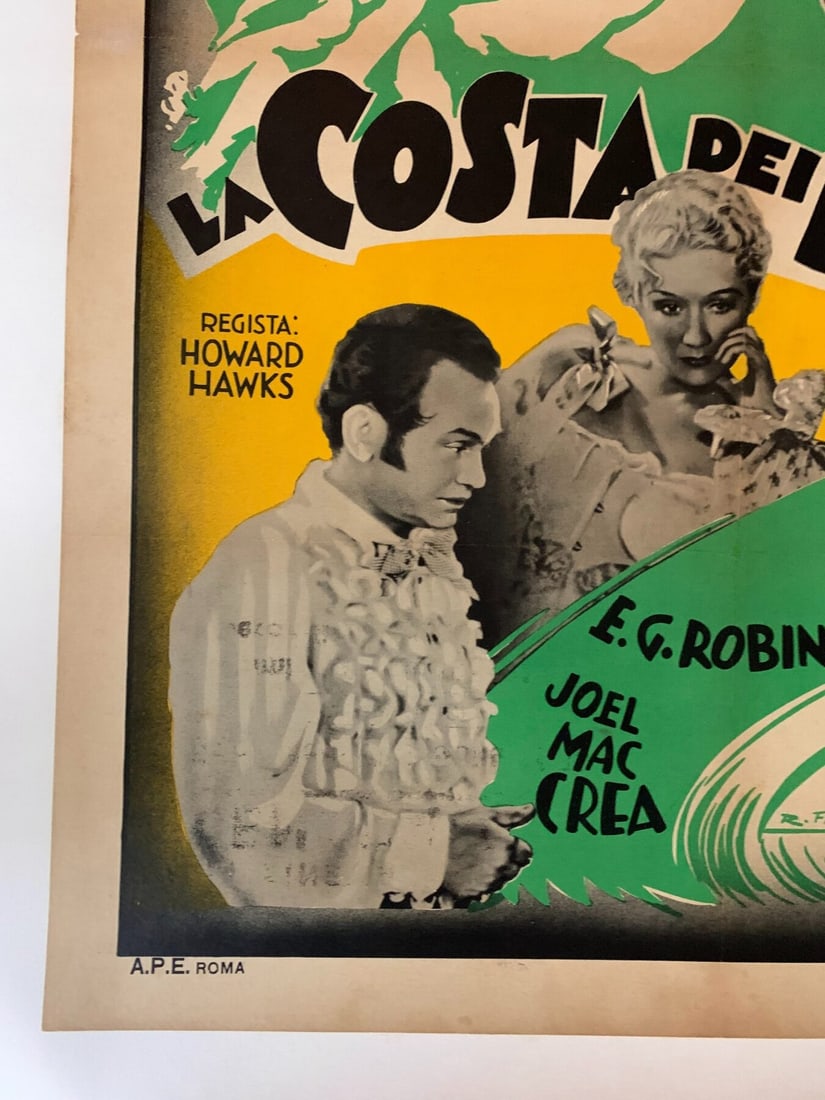 LA COSTA DEI
REGISTA:
HOWARD
HAWKS
E. G. ROBIN
JOEL
MAC
CREA
R. F
A.P.E. ROMA